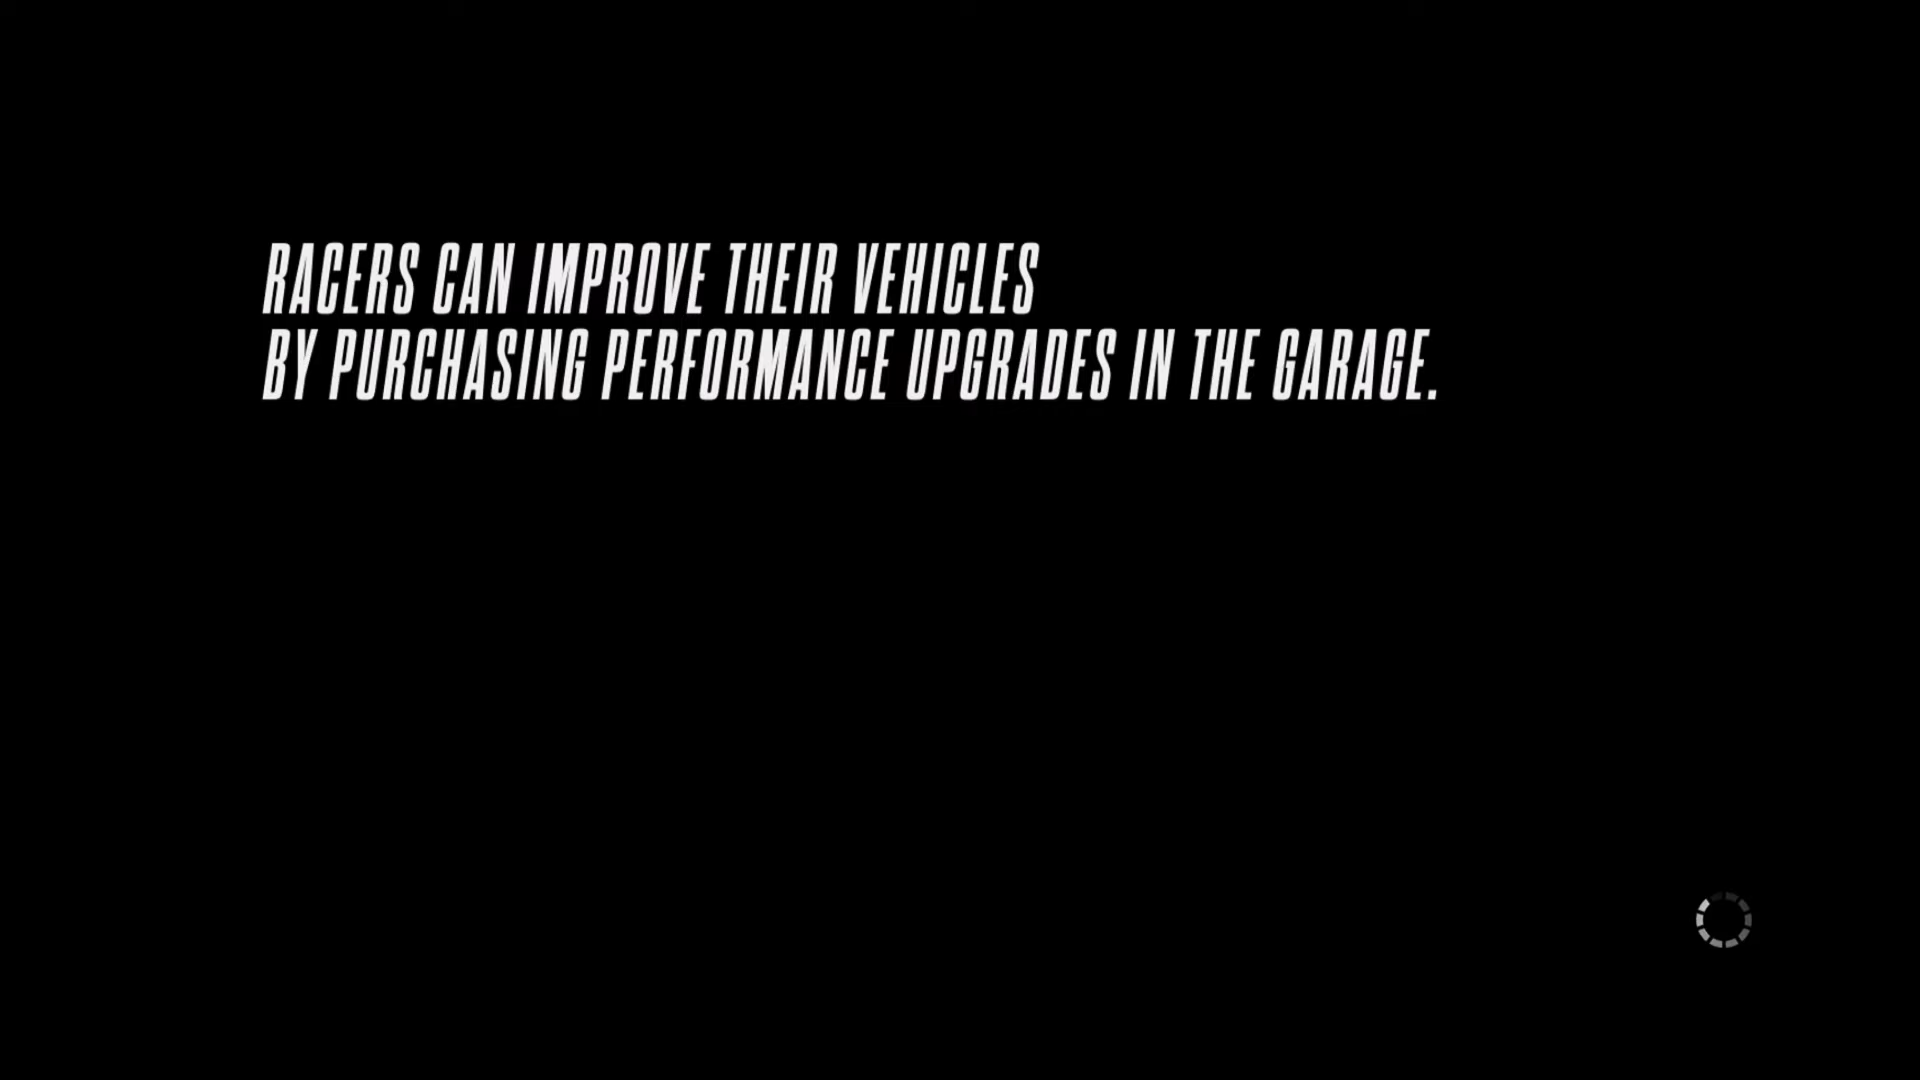 RACERS CAN IMPROVE THEIR VEHICLES
BY PURCHASING PERFORMANCE UPGRADES IN THE GARAGE.